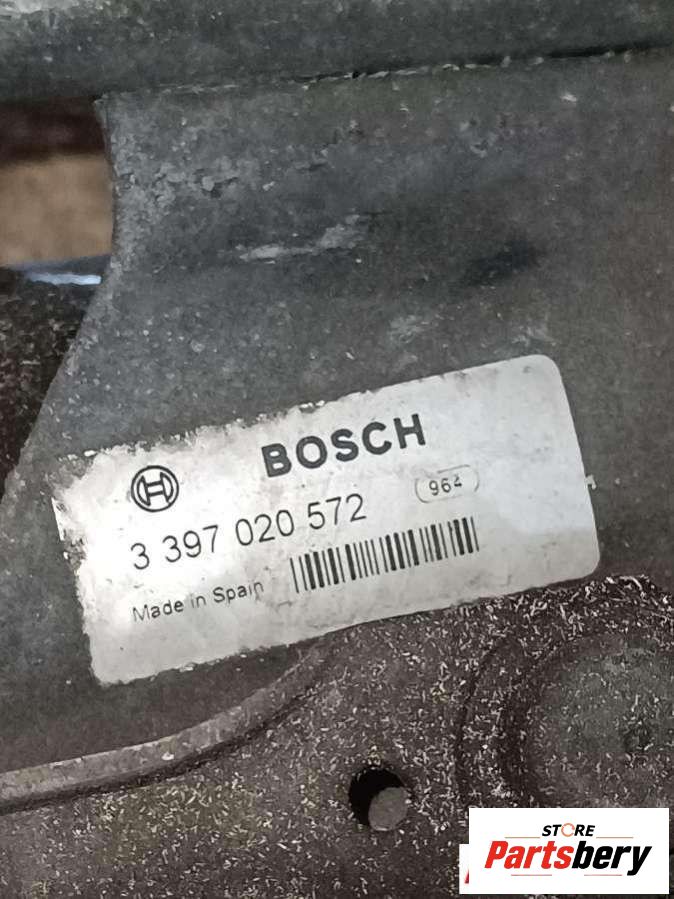 BOSCH
3 397 020 572
964
Made in Spain
STORE
Partsbery